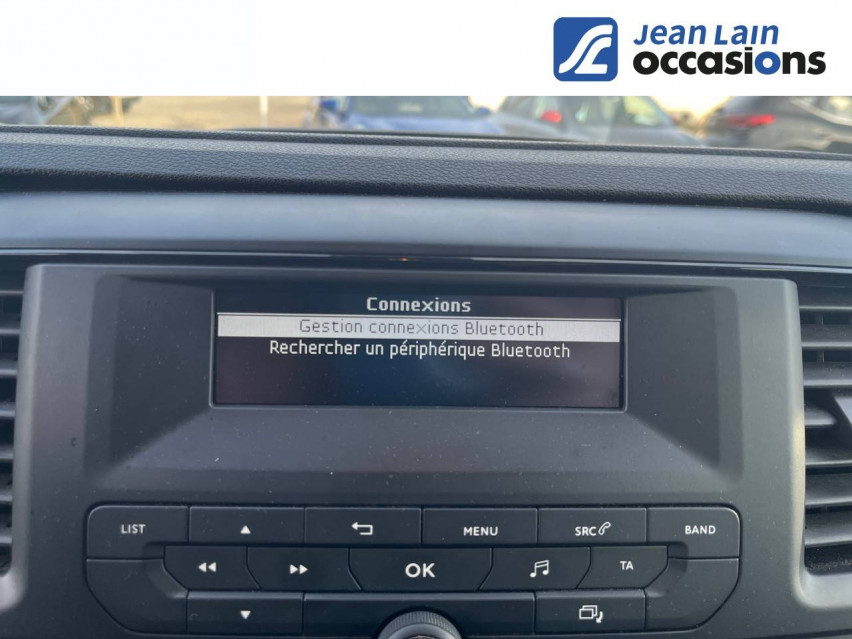 Jean Lain
occasions
Connexions
Gestion connexions Bluetooth
Rechercher un périphérique Bluetooth
LIST
MENU
SRC
BAND
OK
TA